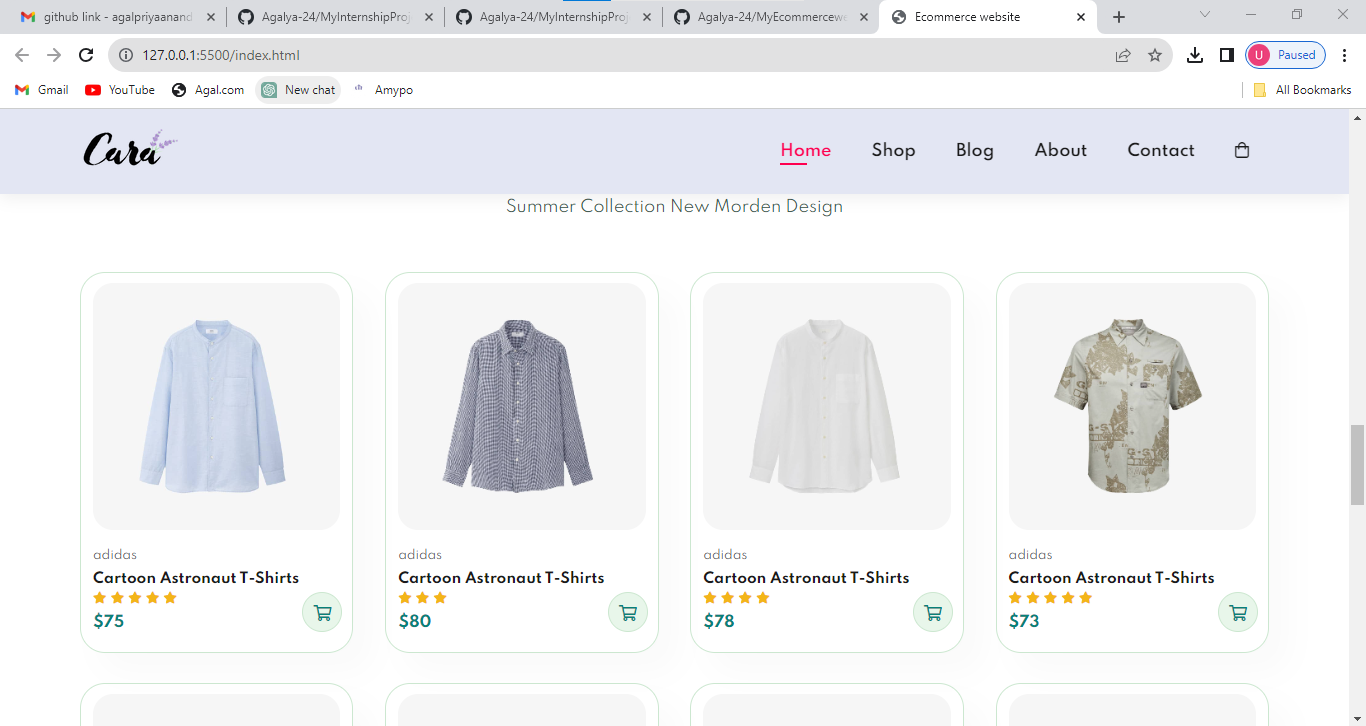 github link - agalpriyaanand
Agalya-24/MyInternshipProj
Agalya-24/MyInternshipProj
Agalya-24/MyEcommercewe
Ecommerce website
127.0.0.1:5500/index.html
U Paused
Gmail YouTube Agal.com New chat Amypo All Bookmarks
Cara
Home Shop Blog About Contact
Summer Collection New Morden Design
adidas
Cartoon Astronaut T-Shirts
$75
adidas
Cartoon Astronaut T-Shirts
$80
adidas
Cartoon Astronaut T-Shirts
$78
adidas
Cartoon Astronaut T-Shirts
$73